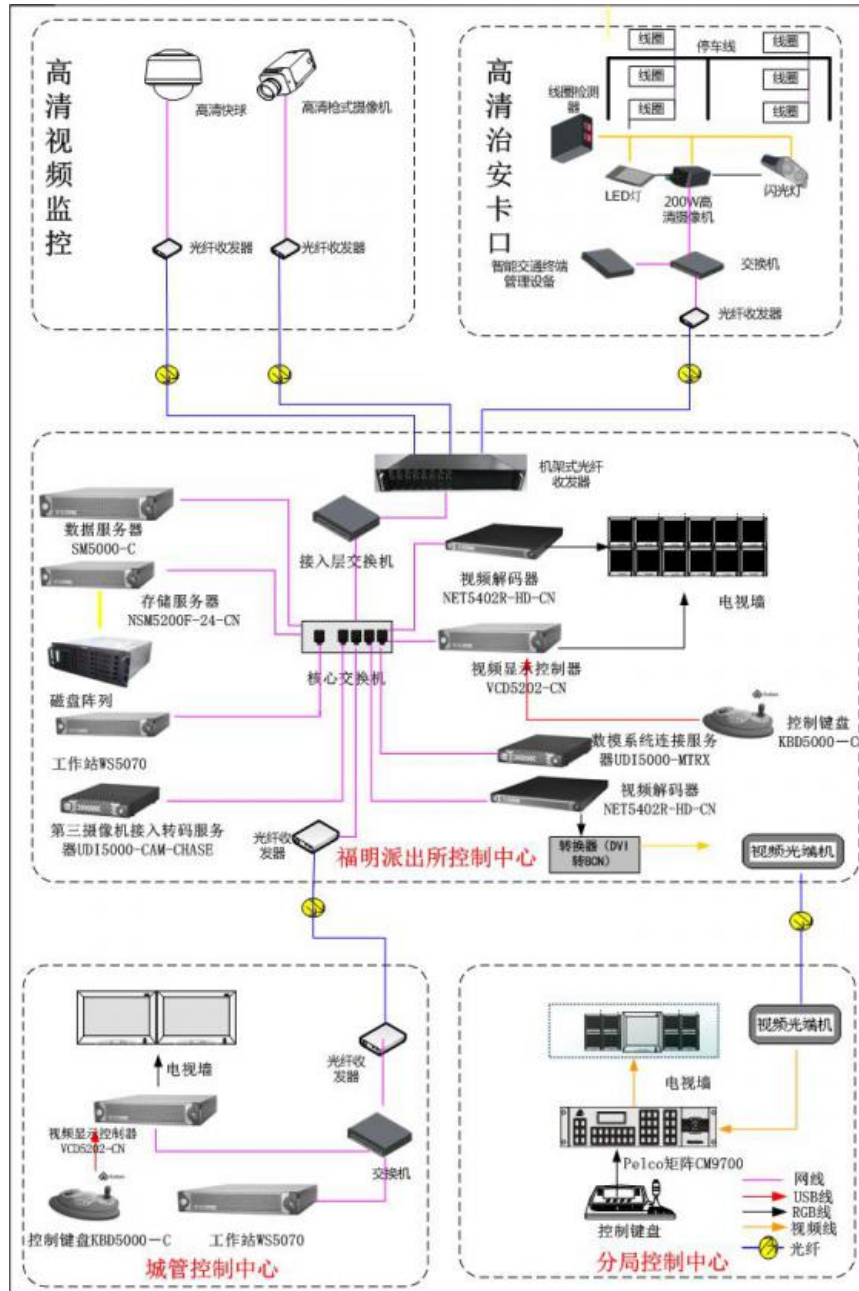 高清视频监控
高清快球
高清枪式摄像机
光纤收发器
光纤收发器
高清治安卡口
线圈
停车线
线圈
线圈
线圈
线圈
线圈
线圈检测
器
LED灯
200W高
清摄像机
闪光灯
智能交通终端
管理设备
交换机
光纤收发器
机架式光纤
收发器
数据服务器
SM5000-C
接入层交换机
视频解码器
NET5402R-HD-CN
电视墙
存储服务器
NSM5200F-24-CN
核心交换机
视频显示控制器
VCD5202-CN
磁盘阵列
控制键盘
KBD5000-C
工作站WS5070
数模系统连接服务
器UDI5000-MTRX
视频解码器
NET5402R-HD-CN
第三摄像机接入转码服务
器UDI5000-CAM-CHASE
光纤收
发器
转换器（DVI
转BCN）
视频光端机
福明派出所控制中心
电视墙
光纤收
发器
视频显示控制器
VCD5202-CN
交换机
控制键盘KBD5000-C
工作站WS5070
城管控制中心
视频光端机
电视墙
Pelco矩阵CM9700
控制键盘
网线
USB线
RGB线
视频线
光纤
分局控制中心